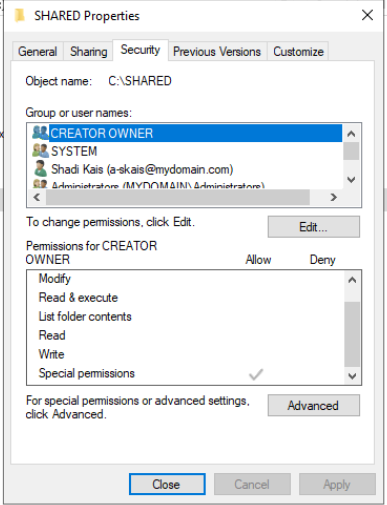 SHARED Properties
General Sharing Security Previous Versions Customize
Object name: C:\SHARED
Group or user names:
CREATOR OWNER
SYSTEM
Shadi Kais (a-skais@mydomain.com)
Administrators (MYDOMAIN\Administrators)
To change permissions, click Edit.
Edit...
Permissions for CREATOR
OWNER Allow Deny
Modify
Read & execute
List folder contents
Read
Write
Special permissions
For special permissions or advanced settings,
click Advanced.
Advanced
Close Cancel Apply